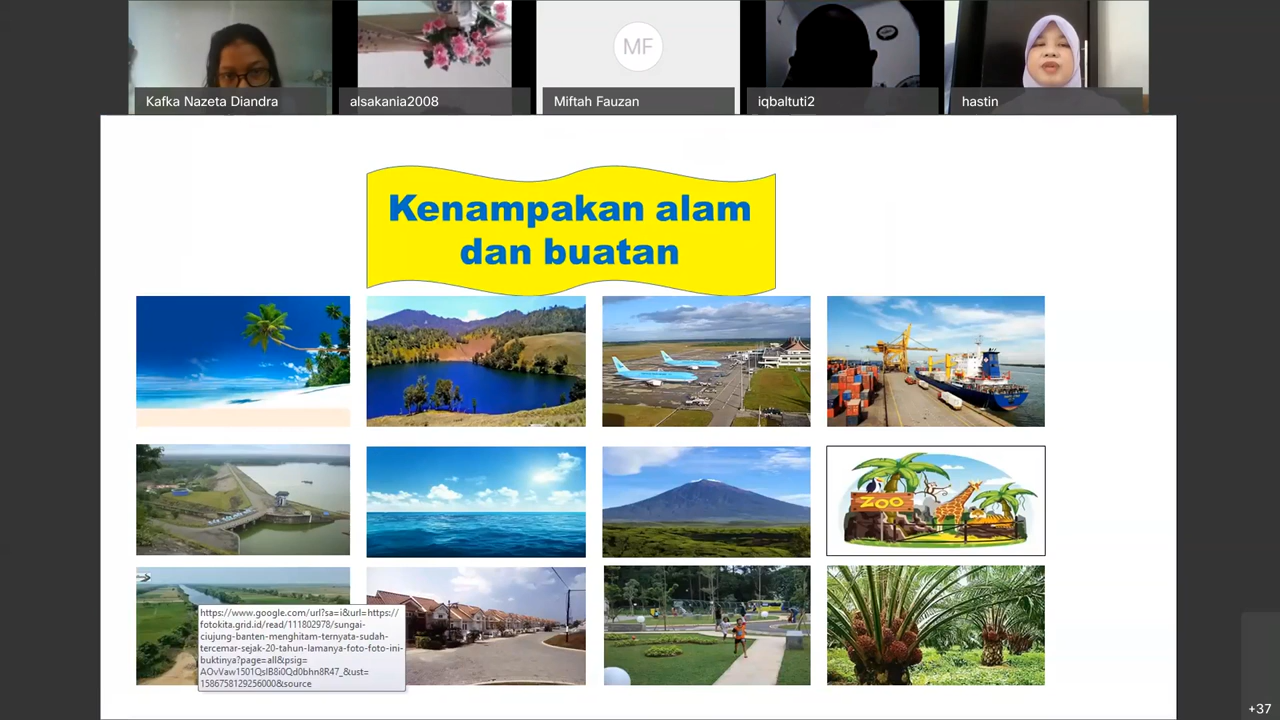 Kafka Nazeta Diandra
alsakania2008
MF
Miftah Fauzan
iqbaltuti2
hastin
Kenampakan alam
dan buatan
ZOO
https://www.google.com/url?sa=i&url=https://
fotokita.grid.id/read/111802978/sungai-
ciujung-banten-menghitam-ternyata-sudah-
tercemar-sejak-20-tahun-lamanya-foto-foto-ini-
buktinya?page=all&psig=
AOvVaw1501QsIB8i0Qd0bhn8R47_&ust=
1586758129256000&source
+37